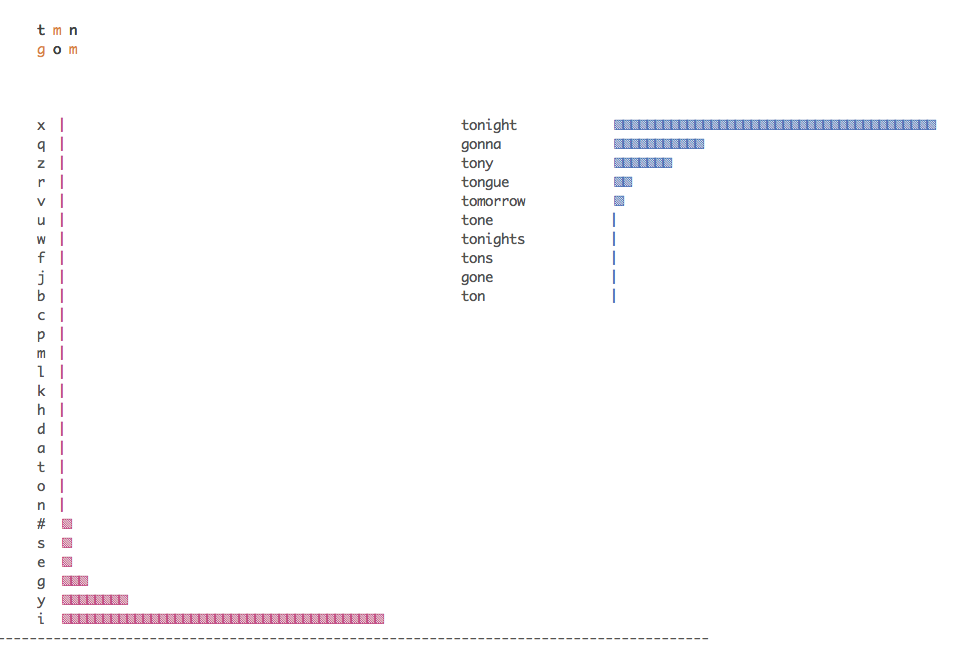 t m n
g o m
x |
q |
z |
r |
v |
u |
w |
f |
j |
b |
c |
p |
m |
l |
k |
h |
d |
a |
t |
o |
n |
#
s
e
g
y
i
tonight
gonna
tony
tongue
tomorrow
tone |
tonights |
tons |
gone |
ton |